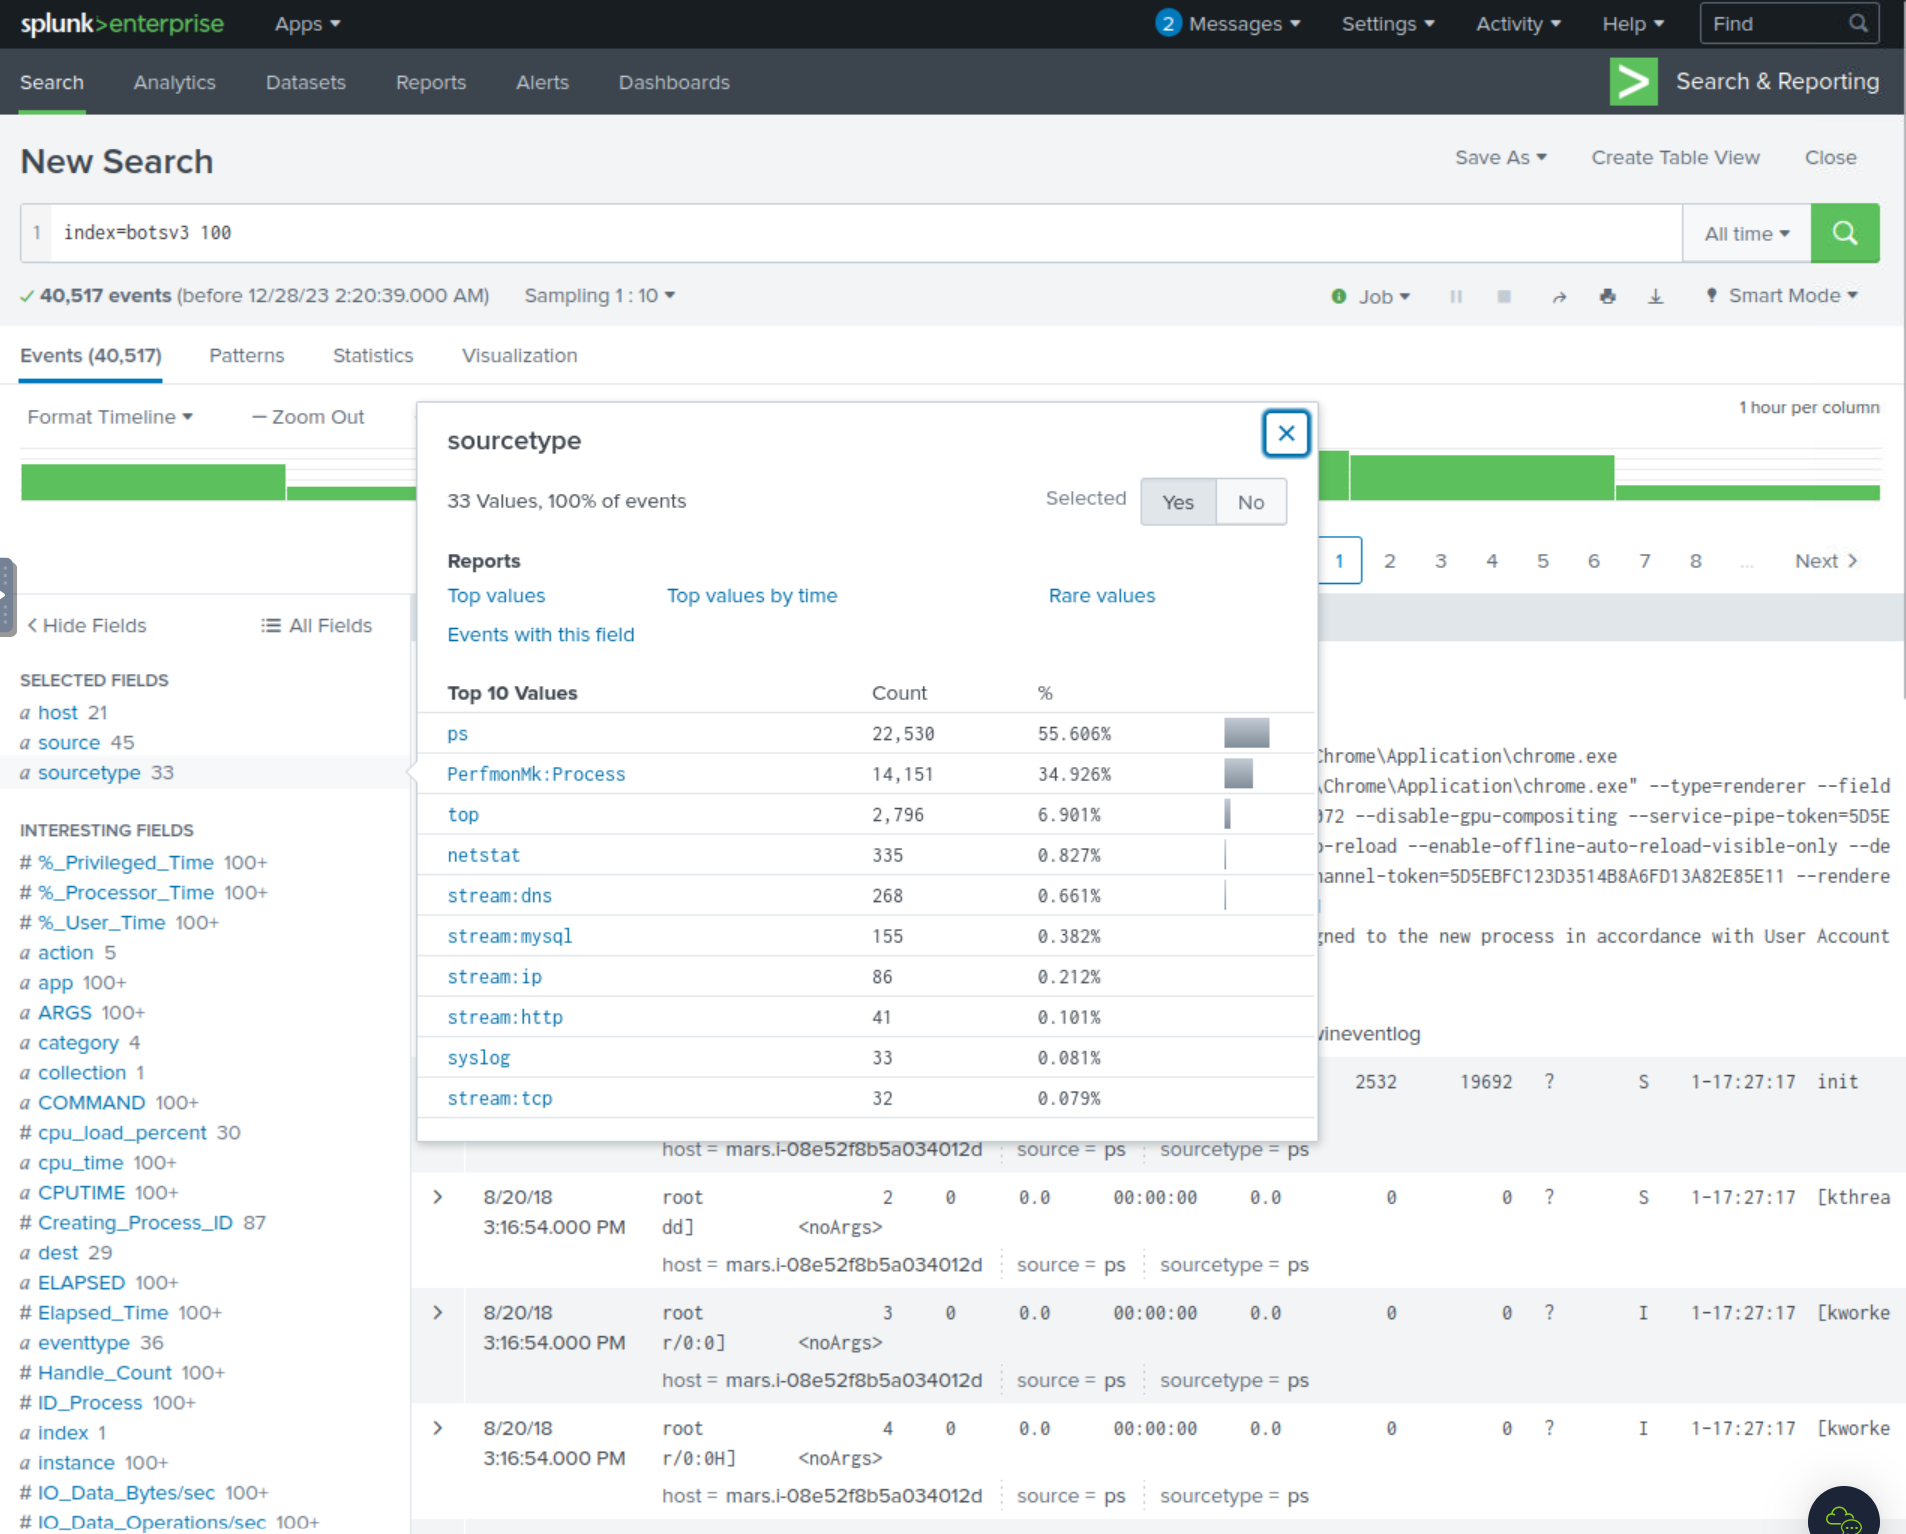 splunk>enterprise Apps 2 Messages Settings Activity Help Find
Search Analytics Datasets Reports Alerts Dashboards > Search & Reporting
New Search Save As Create Table View Close
1 index=botsv3 100 All time
40,517 events (before 12/28/23 2:20:39.000 AM) Sampling 1 : 10 Job Smart Mode
Events (40,517) Patterns Statistics Visualization
Format Timeline — Zoom Out 1 hour per column
sourcetype
33 Values, 100% of events Selected Yes No
Reports
Top values Top values by time Rare values
Events with this field
Top 10 Values Count %
ps 22,530 55.606%
PerfmonMk:Process 14,151 34.926%
top 2,796 6.901%
netstat 335 0.827%
stream:dns 268 0.661%
stream:mysql 155 0.382%
stream:ip 86 0.212%
stream:http 41 0.101%
syslog 33 0.081%
stream:tcp 32 0.079%
1 2 3 4 5 6 7 8 ... Next >
< Hide Fields All Fields
SELECTED FIELDS
a host 21
a source 45
a sourcetype 33
INTERESTING FIELDS
# %_Privileged_Time 100+
# %_Processor_Time 100+
# %_User_Time 100+
a action 5
a app 100+
a ARGS 100+
a category 4
a collection 1
a COMMAND 100+
# cpu_load_percent 30
a cpu_time 100+
a CPUTIME 100+
# Creating_Process_ID 87
a dest 29
a ELAPSED 100+
# Elapsed_Time 100+
a eventtype 36
# Handle_Count 100+
# ID_Process 100+
a index 1
a instance 100+
# IO_Data_Bytes/sec 100+
# IO_Data_Operations/sec 100+
Chrome\Application\chrome.exe
\Chrome\Application\chrome.exe" --type=renderer --field
072 --disable-gpu-compositing --service-pipe-token=5D5E
o-reload --enable-offline-auto-reload-visible-only --de
hannel-token=5D5EBFC123D3514B8A6FD13A82E85E11 --rendere
gned to the new process in accordance with User Account
wineventlog
2532 19692 ? S 1-17:27:17 init
host = mars.i-08e52f8b5a034012d source = ps sourcetype = ps
8/20/18 root 2 0 0.0 00:00:00 0.0 0 0 ? S 1-17:27:17 [kthrea
3:16:54.000 PM dd] <noArgs>
host = mars.i-08e52f8b5a034012d source = ps sourcetype = ps
8/20/18 root 3 0 0.0 00:00:00 0.0 0 0 ? I 1-17:27:17 [kworke
3:16:54.000 PM r/0:0] <noArgs>
host = mars.i-08e52f8b5a034012d source = ps sourcetype = ps
8/20/18 root 4 0 0.0 00:00:00 0.0 0 0 ? I 1-17:27:17 [kworke
3:16:54.000 PM r/0:0H] <noArgs>
host = mars.i-08e52f8b5a034012d source = ps sourcetype = ps